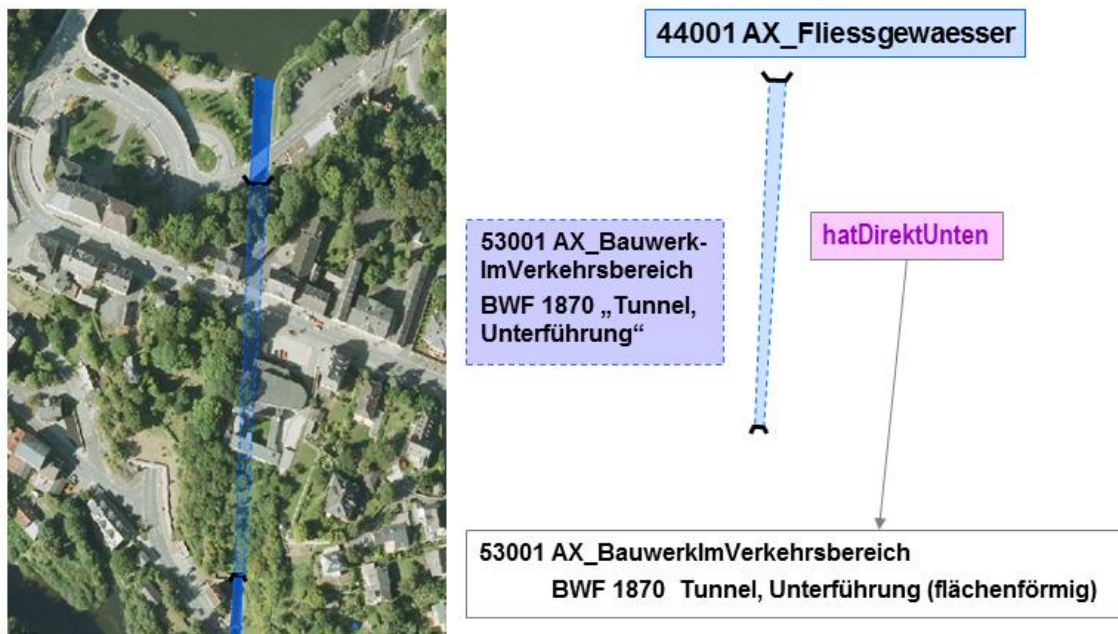 44001 AX_Fliessgewaesser
53001 AX_Bauwerk-
ImVerkehrsbereich
BWF 1870 „Tunnel,
Unterführung“
hatDirektUnten
53001 AX_BauwerkImVerkehrsbereich
BWF 1870 Tunnel, Unterführung (flächenförmig)